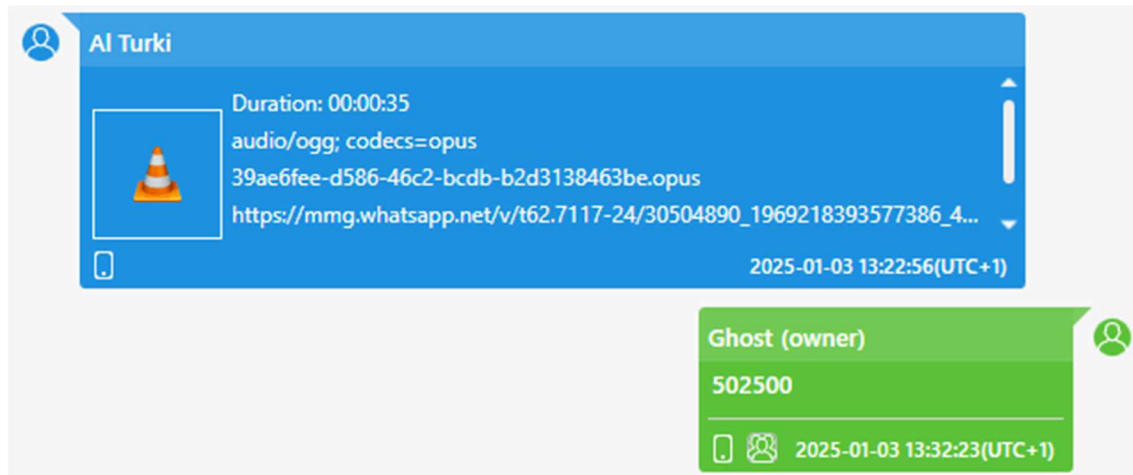 Al Turki
Duration: 00:00:35
audio/ogg; codecs=opus
39ae6fee-d586-46c2-bcdb-b2d3138463be.opus
https://mmg.whatsapp.net/v/t62.7117-24/30504890_1969218393577386_4...
2025-01-03 13:22:56(UTC+1)
Ghost (owner)
502500
2025-01-03 13:32:23(UTC+1)